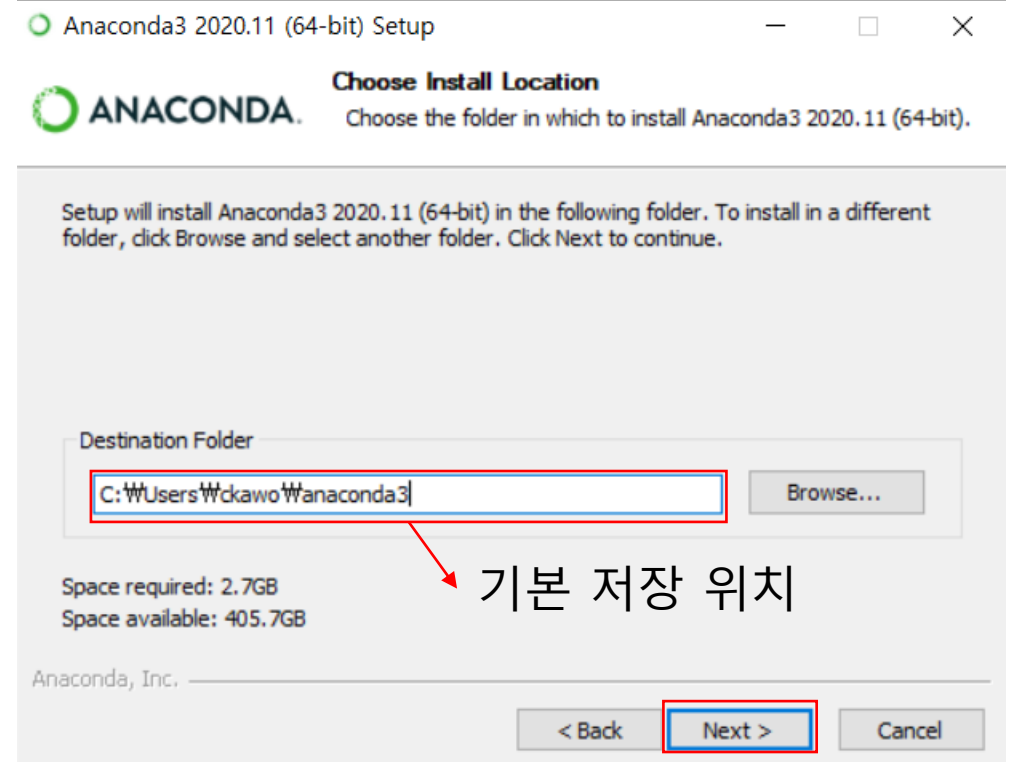 Anaconda3 2020.11 (64-bit) Setup
Choose Install Location
ANACONDA.
Choose the folder in which to install Anaconda3 2020.11 (64-bit).
Setup will install Anaconda3 2020.11 (64-bit) in the following folder. To install in a different
folder, click Browse and select another folder. Click Next to continue.
Destination Folder
C:₩Users₩ckawo₩anaconda3
Browse...
기본 저장 위치
Space required: 2.7GB
Space available: 405.7GB
Anaconda, Inc.
< Back
Next >
Cancel